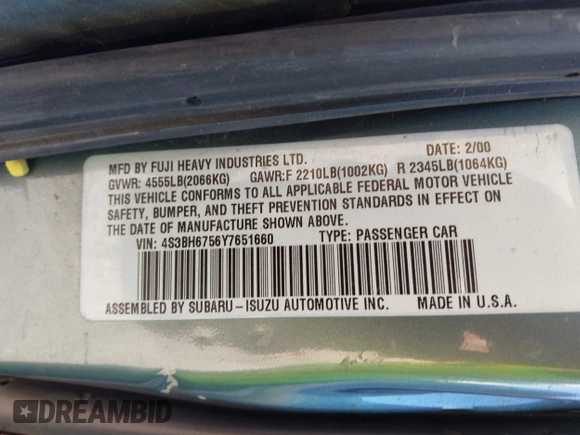 MFD BY FUJI HEAVY INDUSTRIES LTD. DATE: 2/00
GVWR: 4555LB(2066KG) GAWR:F 2210LB(1002KG) R 2345LB(1064KG)
THIS VEHICLE CONFORMS TO ALL APPLICABLE FEDERAL MOTOR VEHICLE
SAFETY, BUMPER, AND THEFT PREVENTION STANDARDS IN EFFECT ON
THE DATE OF MANUFACTURE SHOWN ABOVE.
VIN: 4S3BH6756Y7651660 TYPE: PASSENGER CAR
ASSEMBLED BY SUBARU-ISUZU AUTOMOTIVE INC. MADE IN U.S.A.
DREAMBID